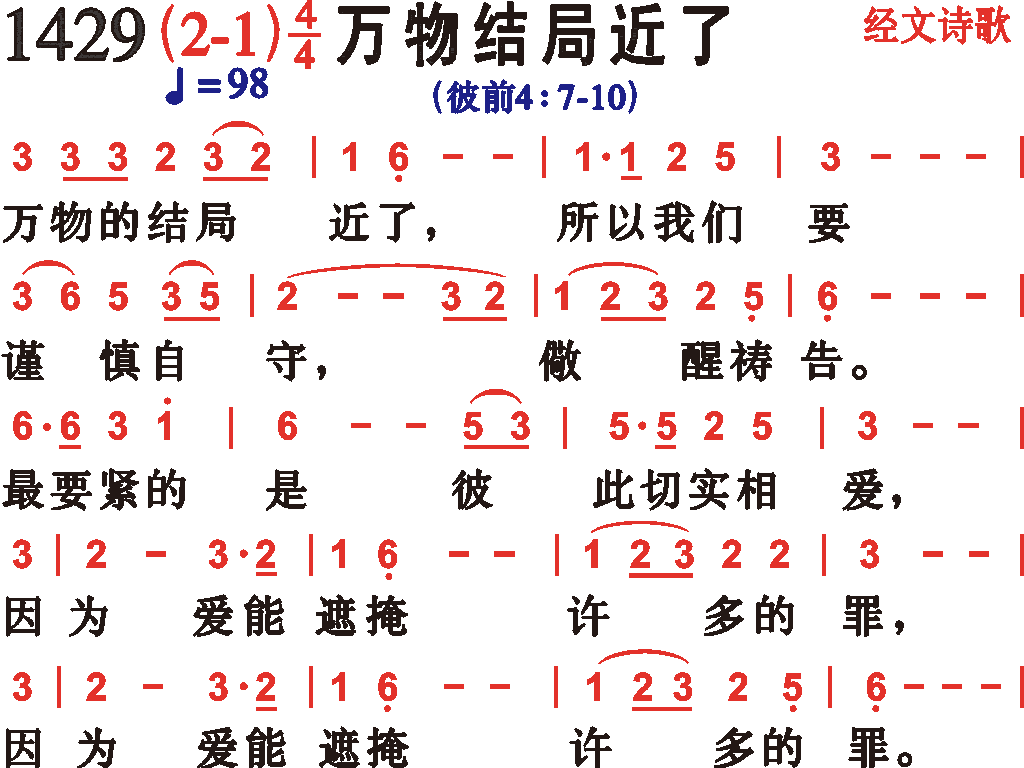 1429 (2-1) 4/4 万物结局近了 经文诗歌
♩=98 (彼前4：7-10)
3 3 3 2 3 2 | 1 6̣ - - | 1·1 2 5 | 3 - - - |
万物的结局 近了，所以我们 要
3 6 5 3 5 | 2 - - 3 2 | 1 2 3 2 5̣ | 6̣ - - - |
谨 慎自 守，儆 醒祷 告。
6·6 3 1̇ | 6 - - 5 3 | 5·5 2 5 | 3 - - |
最要紧的 是 彼 此切实相 爱，
3 | 2 - 3·2 | 1 6̣ - - | 1 2 3 2 2 | 3 - - |
因 为 爱能 遮掩 许 多的 罪，
3 | 2 - 3·2 | 1 6̣ - - | 1 2 3 2 5̣ | 6̣ - - - |
因 为 爱能 遮掩 许 多的 罪。